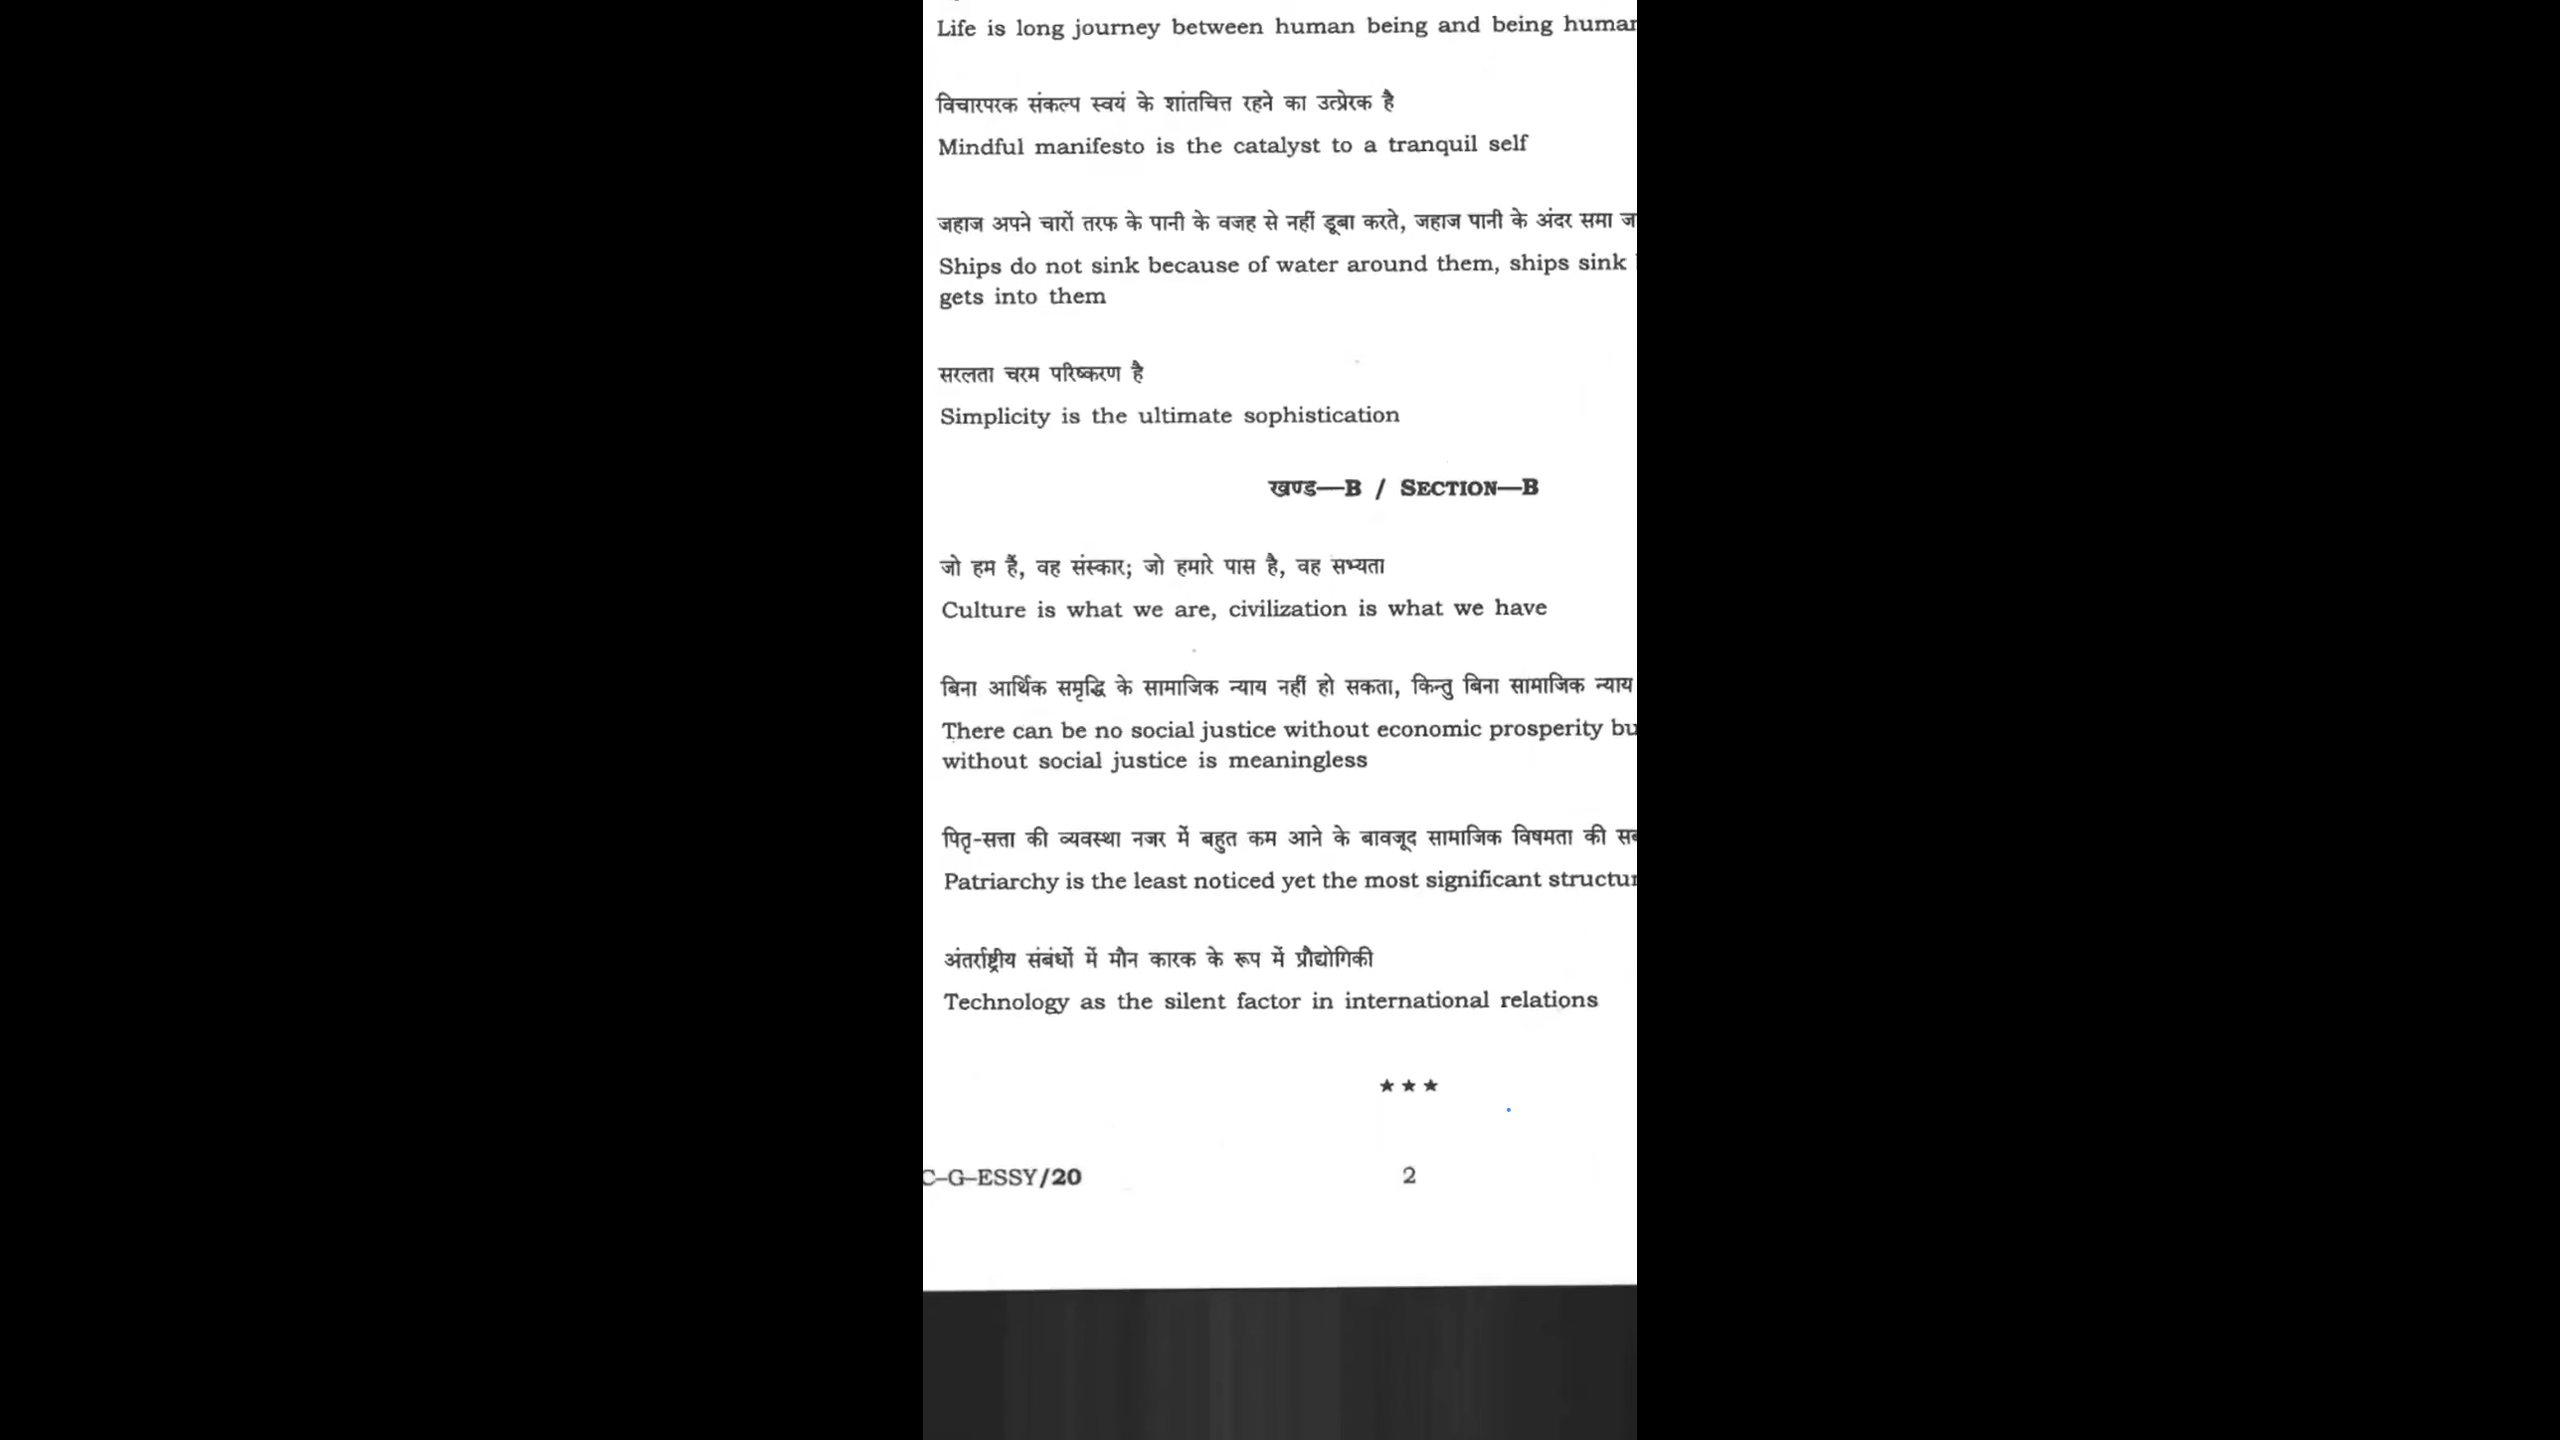 Life is long journey between human being and being human
विचारपरक संकल्प स्वयं के शांतचित्त रहने का उत्प्रेरक है
Mindful manifesto is the catalyst to a tranquil self
जहाज अपने चारों तरफ के पानी के वजह से नहीं डूबा करते, जहाज पानी के अंदर समा
Ships do not sink because of water around them, ships sink
gets into them
सरलता चरम परिष्करण है
Simplicity is the ultimate sophistication
खण्ड—B / SECTION—B
जो हम हैं, वह संस्कार; जो हमारे पास है, वह सभ्यता
Culture is what we are, civilization is what we have
बिना आर्थिक समृद्धि के सामाजिक न्याय नहीं हो सकता, किन्तु बिना सामाजिक न्याय
There can be no social justice without economic prosperity
without social justice is meaningless
पितृ-सत्ता की व्यवस्था नजर में बहुत कम आने के बावजूद सामाजिक विषमता की
Patriarchy is the least noticed yet the most significant
अंतर्राष्ट्रीय संबंधों में मौन कारक के रूप में प्रौद्योगिकी
Technology as the silent factor in international relations
★ ★ ★
C–G–ESSY/20 2